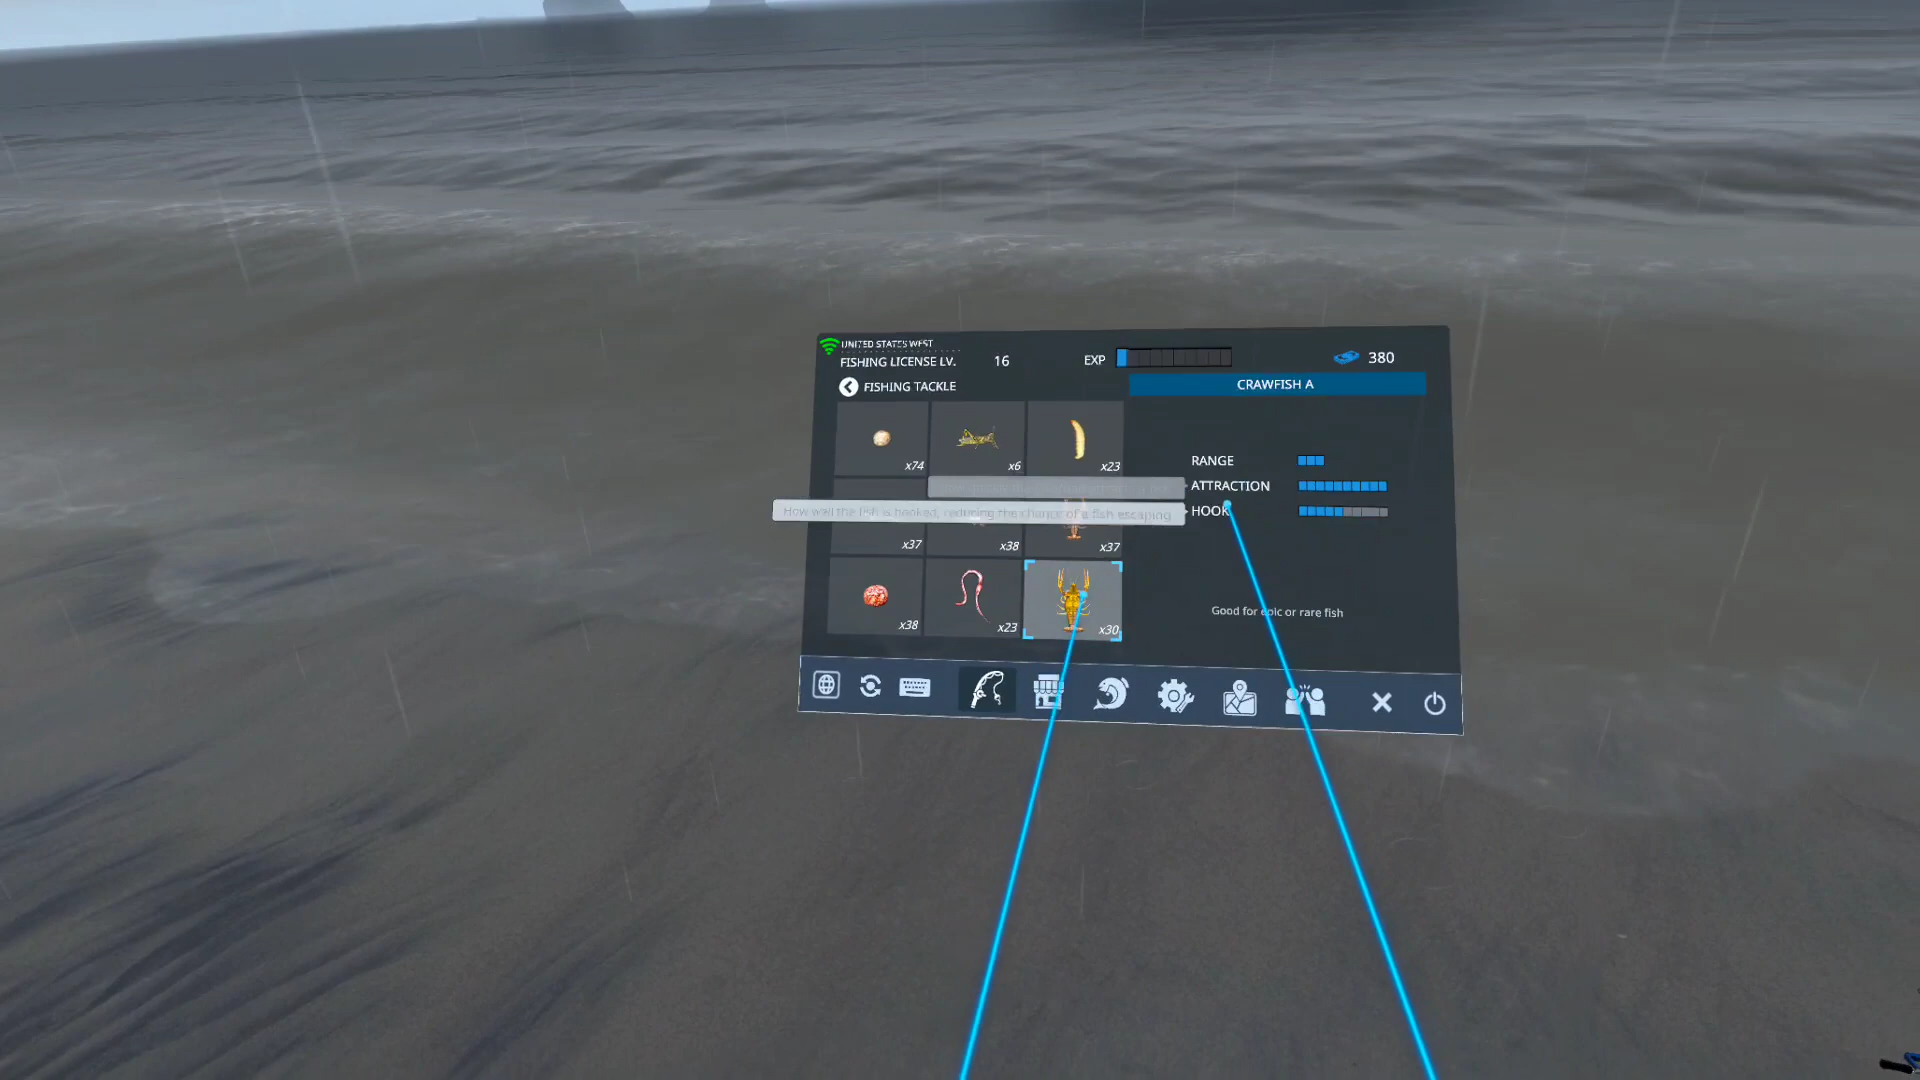 UNITED STATES WEST
FISHING LICENSE LV. 16 EXP 380
FISHING TACKLE
CRAWFISH A
x74 x6 x23
RANGE
ATTRACTION
How well the fish is hooked, reducing the chance of a fish escaping
HOOK
x37 x38 x37
Good for epic or rare fish
x38 x23 x30